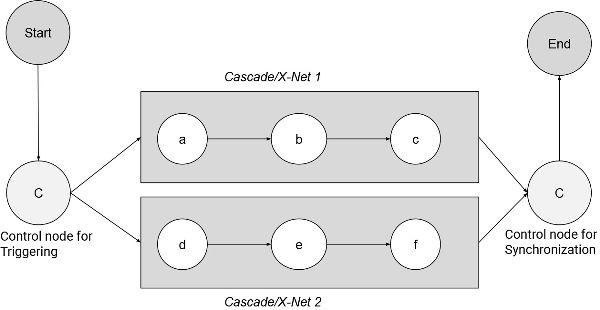 Start
End
Cascade/X-Net 1
a
b
c
C
C
Control node for
Triggering
Control node for
Synchronization
d
e
f
Cascade/X-Net 2